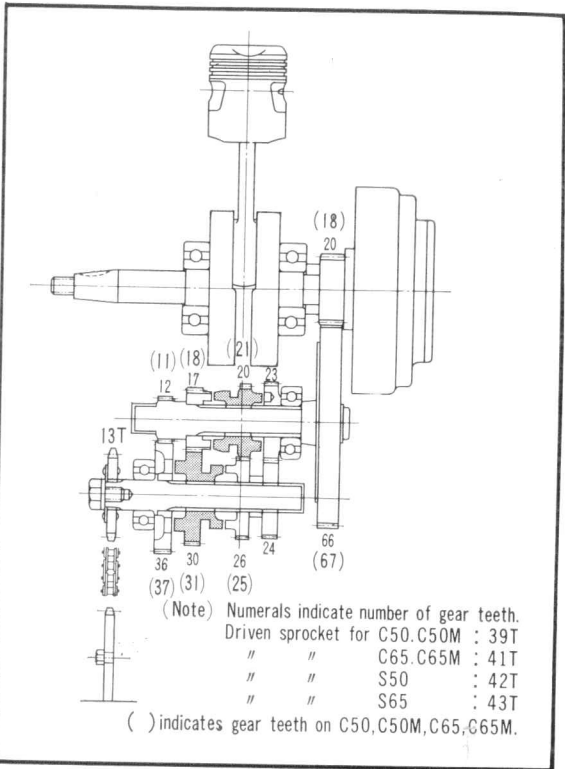 (18)
20
(11) (18) (21)
12 17 20 23
13T
36 30 26 24 66
(37) (31) (25) (67)
(Note) Numerals indicate number of gear teeth.
Driven sprocket for C50.C50M : 39T
〃 〃 C65.C65M : 41T
〃 〃 S50 : 42T
〃 〃 S65 : 43T
( ) indicates gear teeth on C50,C50M,C65,C65M.